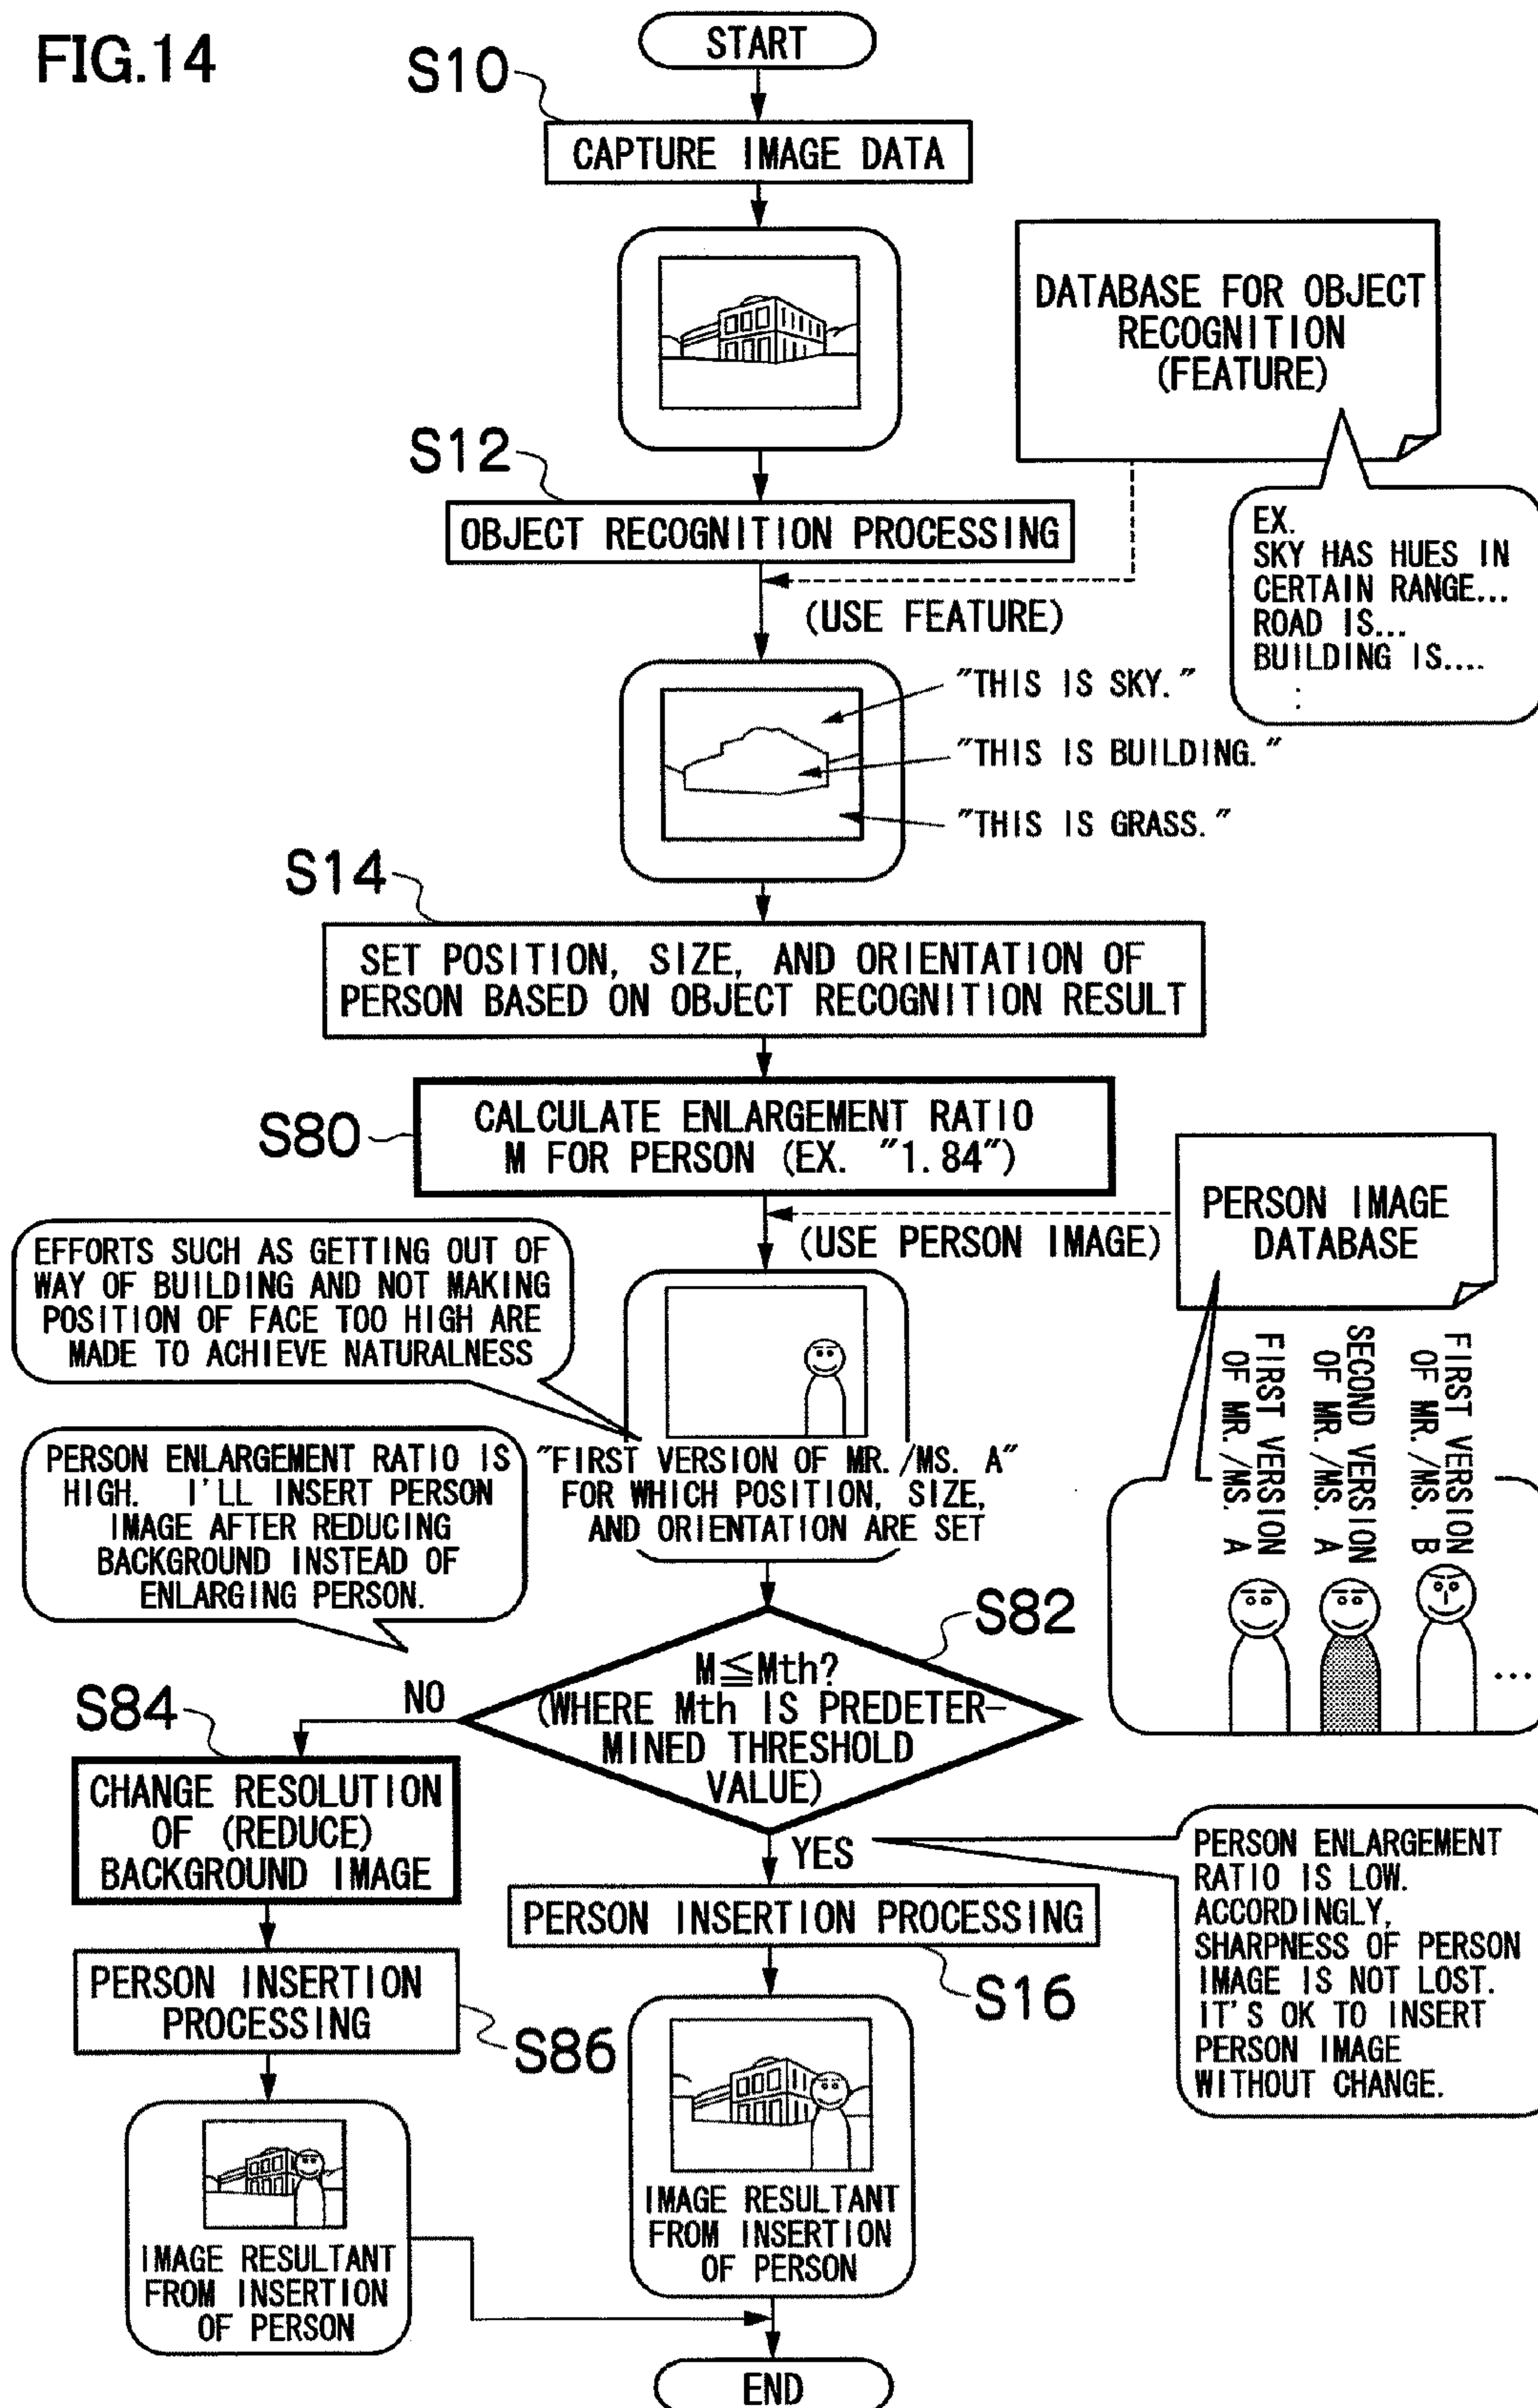 FIG.14
START
S10
CAPTURE IMAGE DATA
DATABASE FOR OBJECT
RECOGNITION
(FEATURE)
S12
OBJECT RECOGNITION PROCESSING
EX.
SKY HAS HUES IN
CERTAIN RANGE...
ROAD IS...
BUILDING IS....
:
(USE FEATURE)
"THIS IS SKY."
"THIS IS BUILDING."
"THIS IS GRASS."
S14
SET POSITION, SIZE, AND ORIENTATION OF
PERSON BASED ON OBJECT RECOGNITION RESULT
S80
CALCULATE ENLARGEMENT RATIO
M FOR PERSON (EX. "1.84")
PERSON IMAGE
DATABASE
(USE PERSON IMAGE)
EFFORTS SUCH AS GETTING OUT OF
WAY OF BUILDING AND NOT MAKING
POSITION OF FACE TOO HIGH ARE
MADE TO ACHIEVE NATURALNESS
FIRST VERSION
OF MR./MS. A
SECOND VERSION
OF MR./MS. A
FIRST VERSION
OF MR./MS. B
...
PERSON ENLARGEMENT RATIO IS
HIGH. I'LL INSERT PERSON
IMAGE AFTER REDUCING
BACKGROUND INSTEAD OF
ENLARGING PERSON.
"FIRST VERSION OF MR./MS. A"
FOR WHICH POSITION, SIZE,
AND ORIENTATION ARE SET
S82
M≦Mth?
(WHERE Mth IS PREDETER-
MINED THRESHOLD
VALUE)
NO
S84
CHANGE RESOLUTION
OF (REDUCE)
BACKGROUND IMAGE
YES
PERSON ENLARGEMENT
RATIO IS LOW.
ACCORDINGLY,
SHARPNESS OF PERSON
IMAGE IS NOT LOST.
IT'S OK TO INSERT
PERSON IMAGE
WITHOUT CHANGE.
PERSON INSERTION PROCESSING
S16
PERSON INSERTION
PROCESSING
S86
IMAGE RESULTANT
FROM INSERTION
OF PERSON
IMAGE RESULTANT
FROM INSERTION
OF PERSON
END